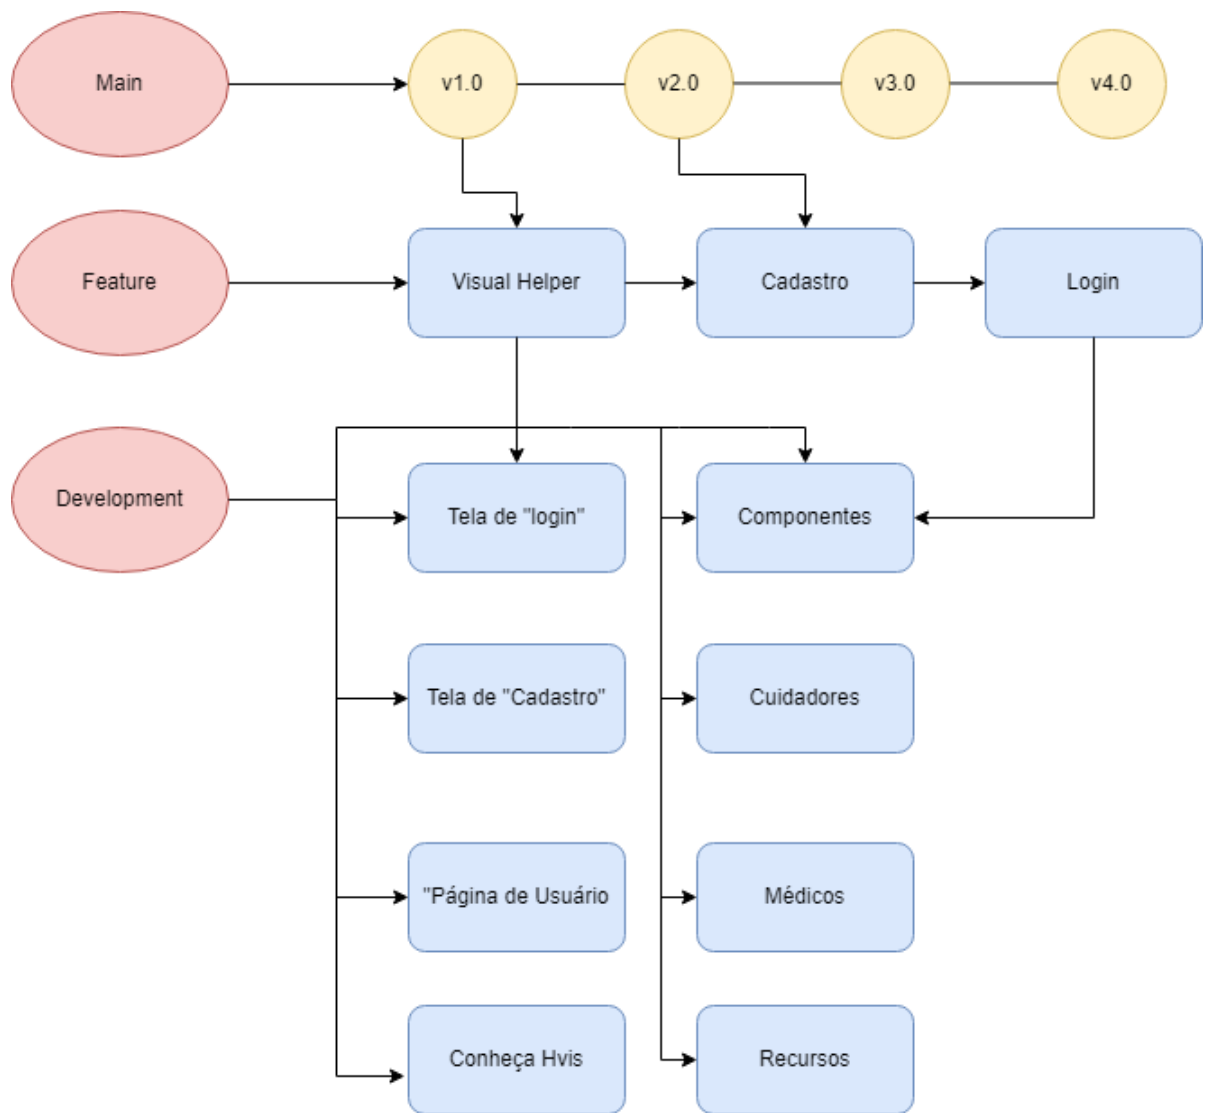 Main
v1.0
v2.0
v3.0
v4.0
Feature
Visual Helper
Cadastro
Login
Development
Tela de "login"
Componentes
Tela de "Cadastro"
Cuidadores
"Página de Usuário
Médicos
Conheça Hvis
Recursos